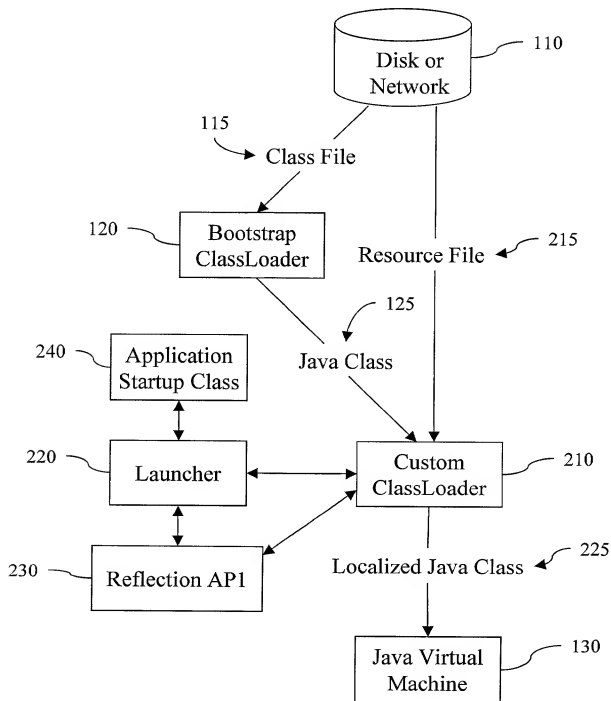 Disk or
Network
110
115
Class File
120
Bootstrap
ClassLoader
Resource File
215
125
Java Class
240
Application
Startup Class
220
Launcher
Custom
ClassLoader
210
230
Reflection AP1
Localized Java Class
225
Java Virtual
Machine
130